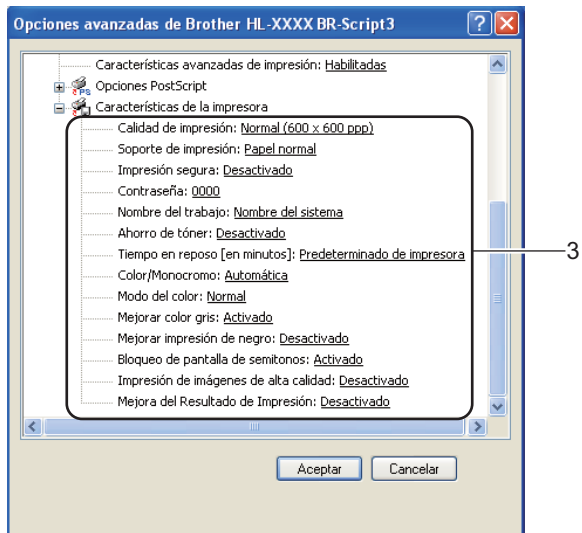 Opciones avanzadas de Brother HL-XXXX BR-Script3
Características avanzadas de impresión: Habilitadas
PS Opciones PostScript
Características de la impresora
Calidad de impresión: Normal (600 x 600 ppp)
Soporte de impresión: Papel normal
Impresión segura: Desactivado
Contraseña: 0000
Nombre del trabajo: Nombre del sistema
Ahorro de tóner: Desactivado
Tiempo en reposo [en minutos]: Predeterminado de impresora
3
Color/Monocromo: Automática
Modo del color: Normal
Mejorar color gris: Activado
Mejorar impresión de negro: Desactivado
Bloqueo de pantalla de semitonos: Activado
Impresión de imágenes de alta calidad: Desactivado
Mejora del Resultado de Impresión: Desactivado
Aceptar
Cancelar